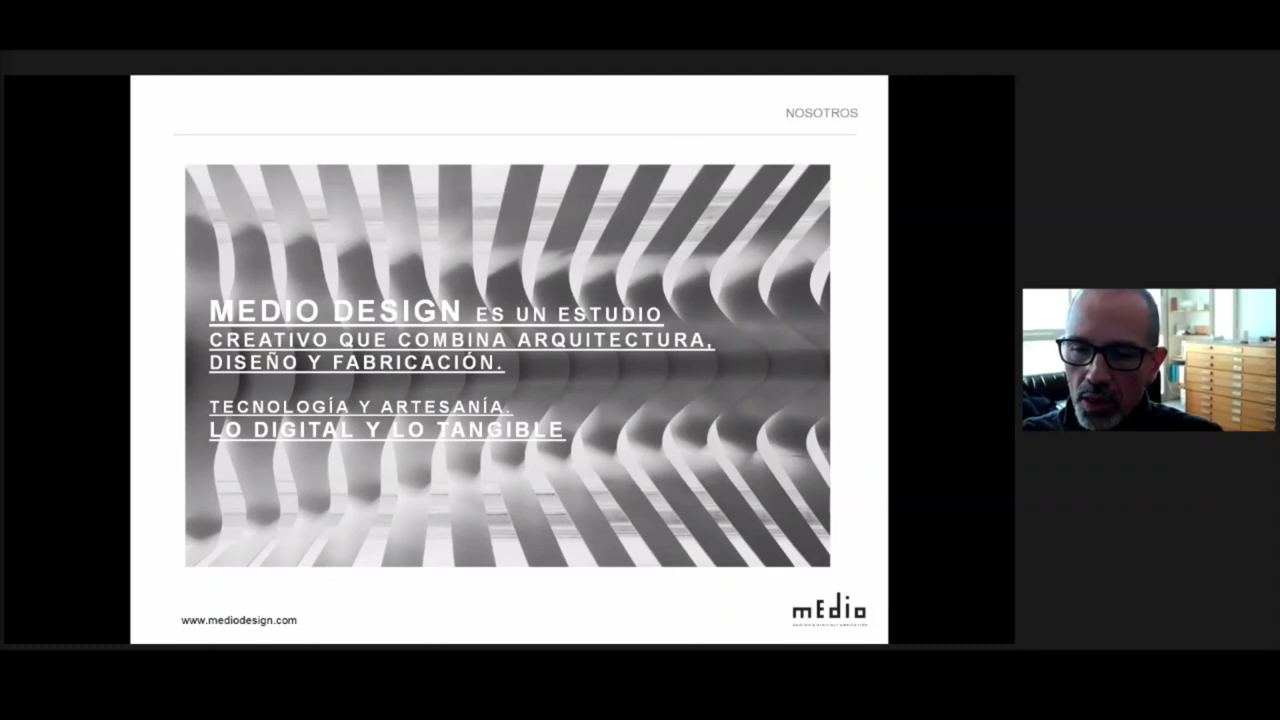 NOSOTROS
MEDIO DESIGN ES UN ESTUDIO
CREATIVO QUE COMBINA ARQUITECTURA,
DISEÑO Y FABRICACIÓN.
TECNOLOGÍA Y ARTESANÍA.
LO DIGITAL Y LO TANGIBLE
www.mediodesign.com
mEdio